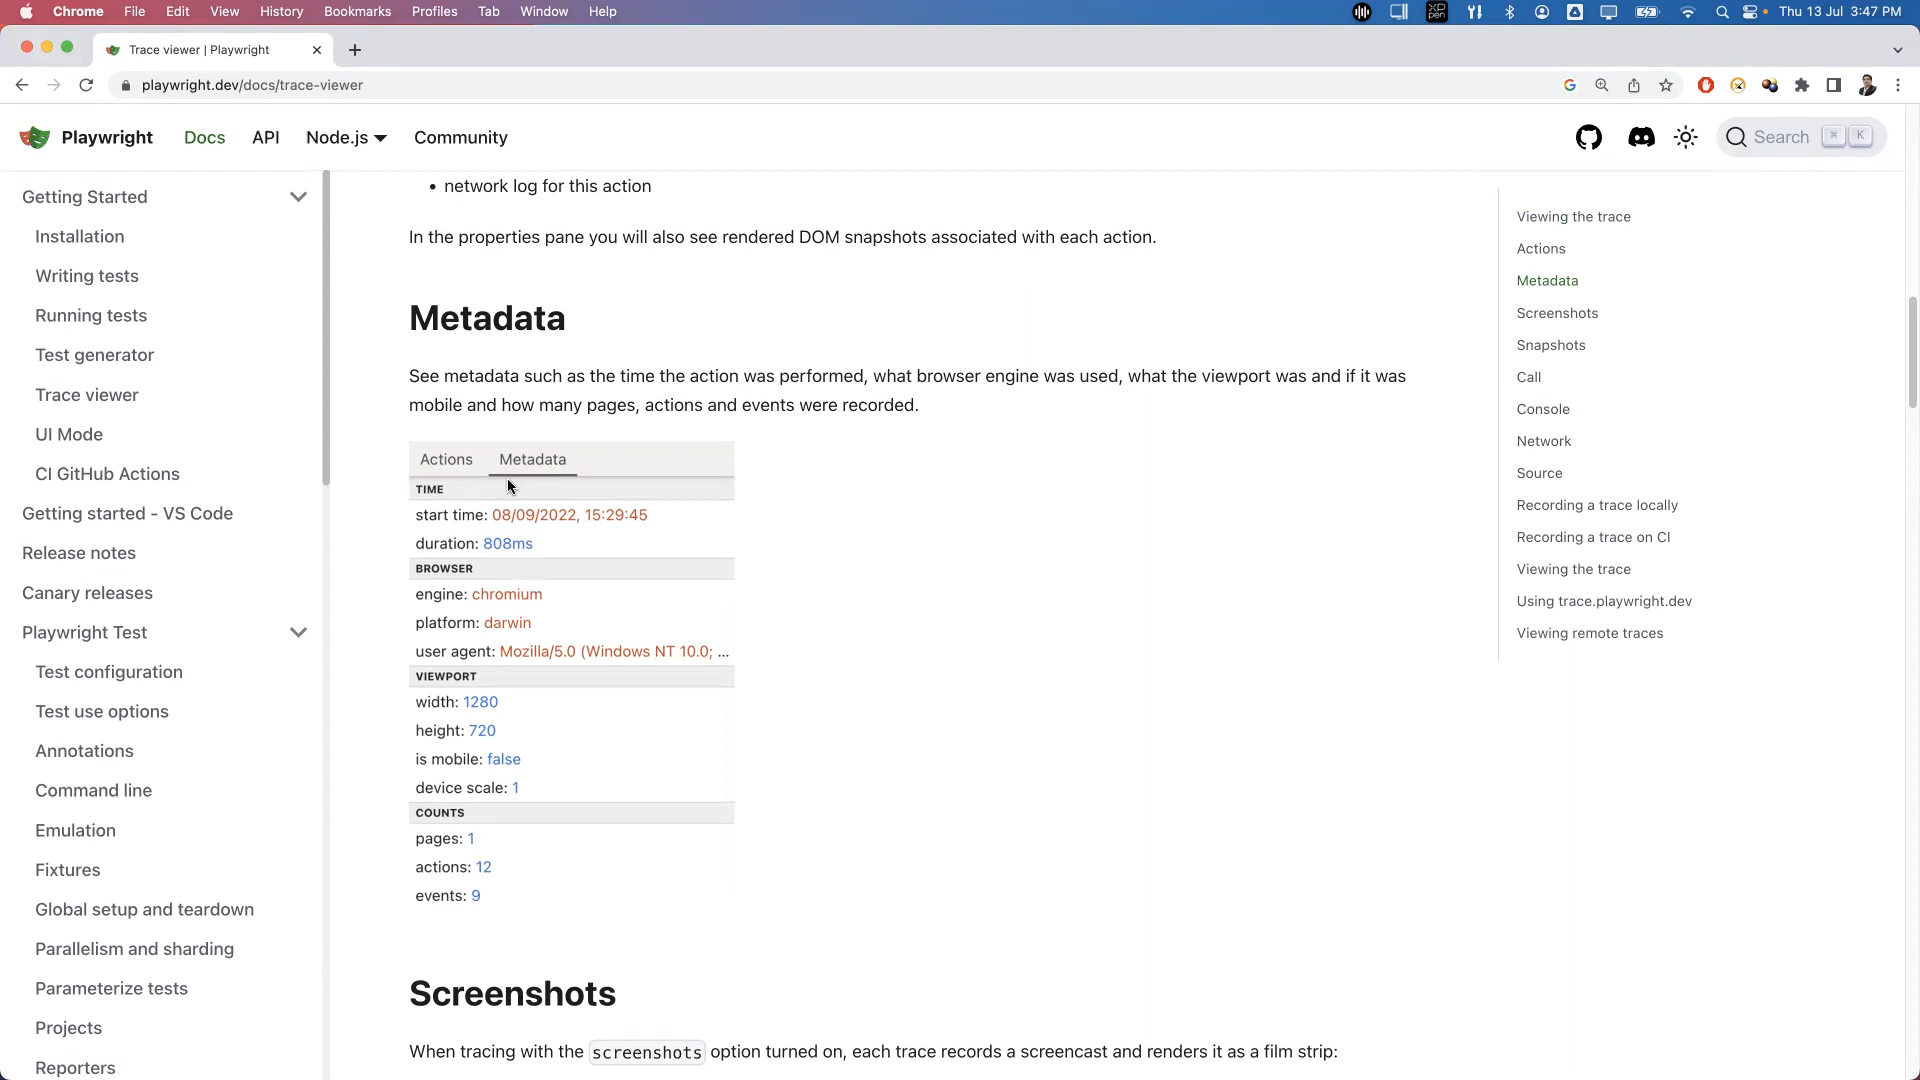 Chrome File Edit View History Bookmarks Profiles Tab Window Help
XP PEN
Thu 13 Jul 3:47 PM
Trace viewer | Playwright
playwright.dev/docs/trace-viewer
Playwright Docs API Node.js Community
Search ⌘ K
Getting Started
Installation
Writing tests
Running tests
Test generator
Trace viewer
UI Mode
CI GitHub Actions
Getting started - VS Code
Release notes
Canary releases
Playwright Test
Test configuration
Test use options
Annotations
Command line
Emulation
Fixtures
Global setup and teardown
Parallelism and sharding
Parameterize tests
Projects
Reporters
• network log for this action
In the properties pane you will also see rendered DOM snapshots associated with each action.
Metadata
See metadata such as the time the action was performed, what browser engine was used, what the viewport was and if it was
mobile and how many pages, actions and events were recorded.
Actions Metadata
TIME
start time: 08/09/2022, 15:29:45
duration: 808ms
BROWSER
engine: chromium
platform: darwin
user agent: Mozilla/5.0 (Windows NT 10.0; ...
VIEWPORT
width: 1280
height: 720
is mobile: false
device scale: 1
COUNTS
pages: 1
actions: 12
events: 9
Screenshots
When tracing with the screenshots option turned on, each trace records a screencast and renders it as a film strip:
Viewing the trace
Actions
Metadata
Screenshots
Snapshots
Call
Console
Network
Source
Recording a trace locally
Recording a trace on CI
Viewing the trace
Using trace.playwright.dev
Viewing remote traces